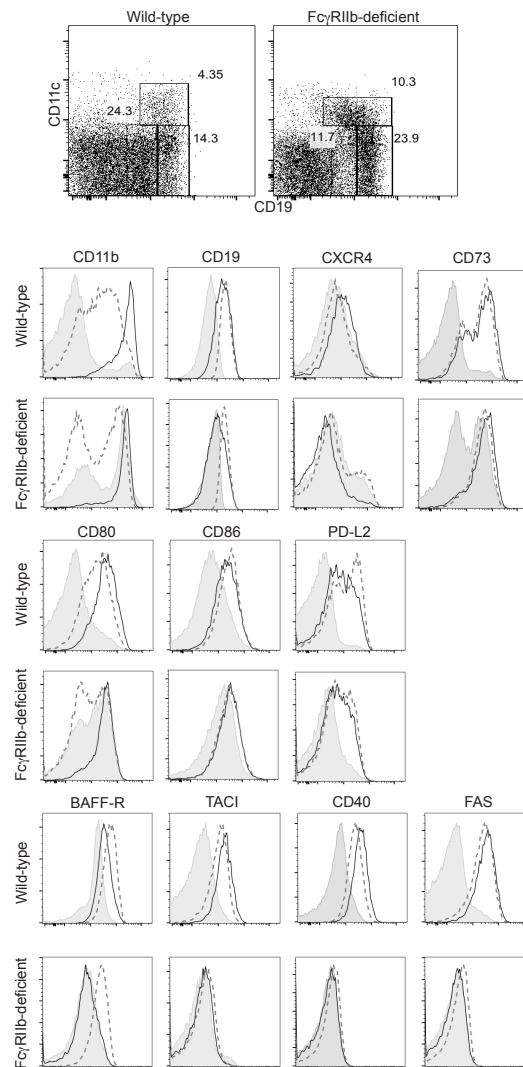 Wild-type FcγRIIb-deficient
CD11c
4.35
24.3
14.3
10.3
11.7
23.9
CD19
CD11b CD19 CXCR4 CD73
Wild-type
FcγRIIb-deficient
CD80 CD86 PD-L2
Wild-type
FcγRIIb-deficient
BAFF-R TACI CD40 FAS
Wild-type
FcγRIIb-deficient